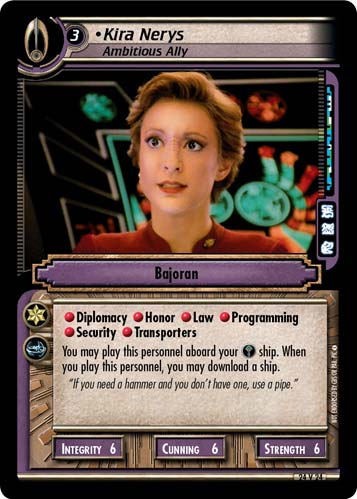 3
•Kira Nerys
Ambitious Ally
Bajoran
Diplomacy Honor Law Programming
Security Transporters
You may play this personnel aboard your ship. When
you play this personnel, you may download a ship.
"If you need a hammer and you don't have one, use a pipe."
INTEGRITY 6 CUNNING 6 STRENGTH 6
24 V 24